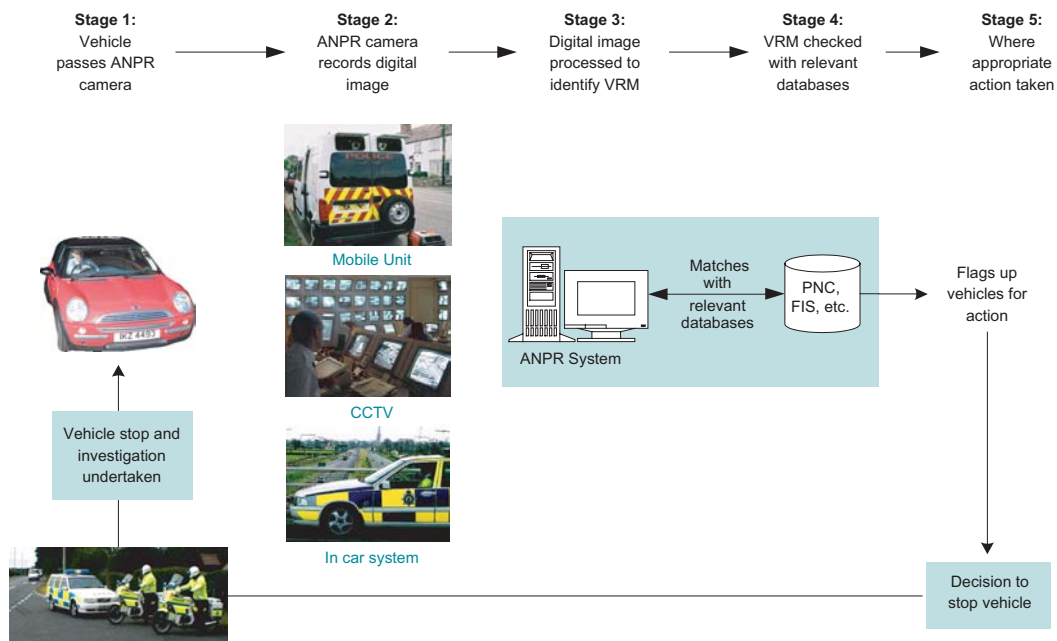 Stage 1:
Vehicle
passes ANPR
camera
Stage 2:
ANPR camera
records digital
image
Stage 3:
Digital image
processed to
identify VRM
Stage 4:
VRM checked
with relevant
databases
Stage 5:
Where
appropriate
action taken
POLICE
Mobile Unit
IKZ 4493
CCTV
In car system
ANPR System
Matches
with
relevant
databases
PNC,
FIS, etc.
Flags up
vehicles for
action
Vehicle stop and
investigation
undertaken
Decision to
stop vehicle